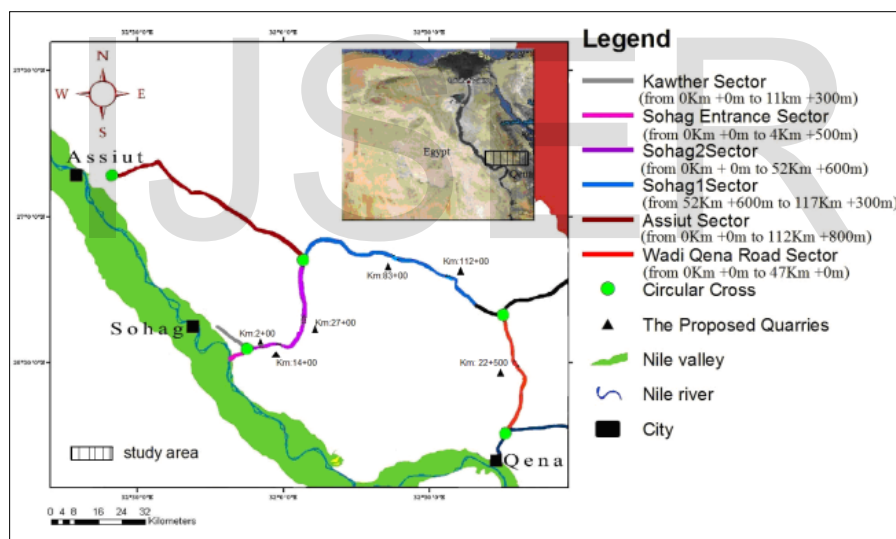 IJSER
N
W E
S
Assiut
Sohag
Qena
Egypt
Qena
Km:83+00
Km:112+00
Km:2+00
Km:27+00
Km:14+00
Km: 22+500
study area
0 4 8 16 24 32
Kilometers
Legend
Kawther Sector
(from 0Km +0m to 11km +300m)
Sohag Entrance Sector
(from 0Km +0m to 4Km +500m)
Sohag2Sector
(from 0Km + 0m to 52Km +600m)
Sohag1Sector
(from 52Km +600m to 117Km +300m)
Assiut Sector
(from 0Km +0m to 112Km +800m)
Wadi Qena Road Sector
(from 0Km +0m to 47Km +0m)
Circular Cross
The Proposed Quarries
Nile valley
Nile river
City